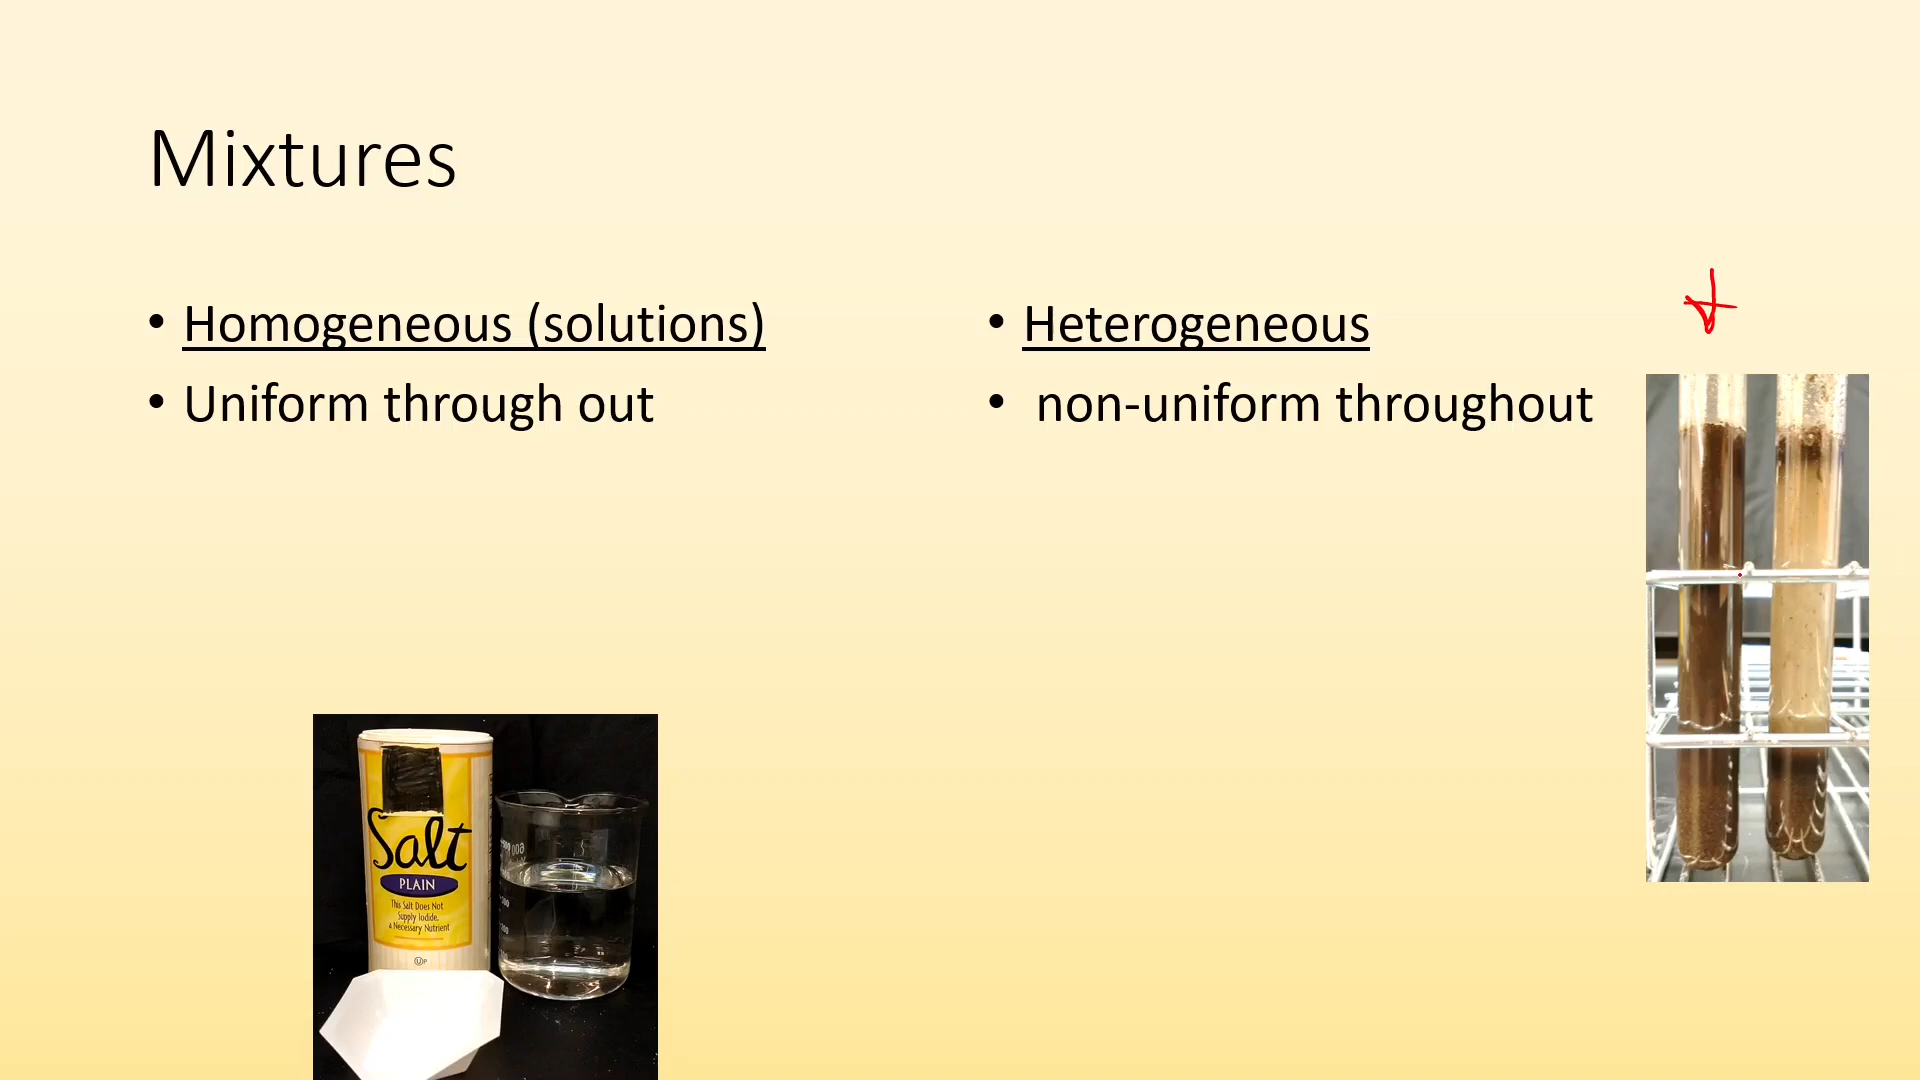 Mixtures
• Homogeneous (solutions)
• Uniform through out
• Heterogeneous
• non-uniform throughout
Salt
PLAIN
This Salt Does Not
Supply Iodide,
a Necessary Nutrient
600